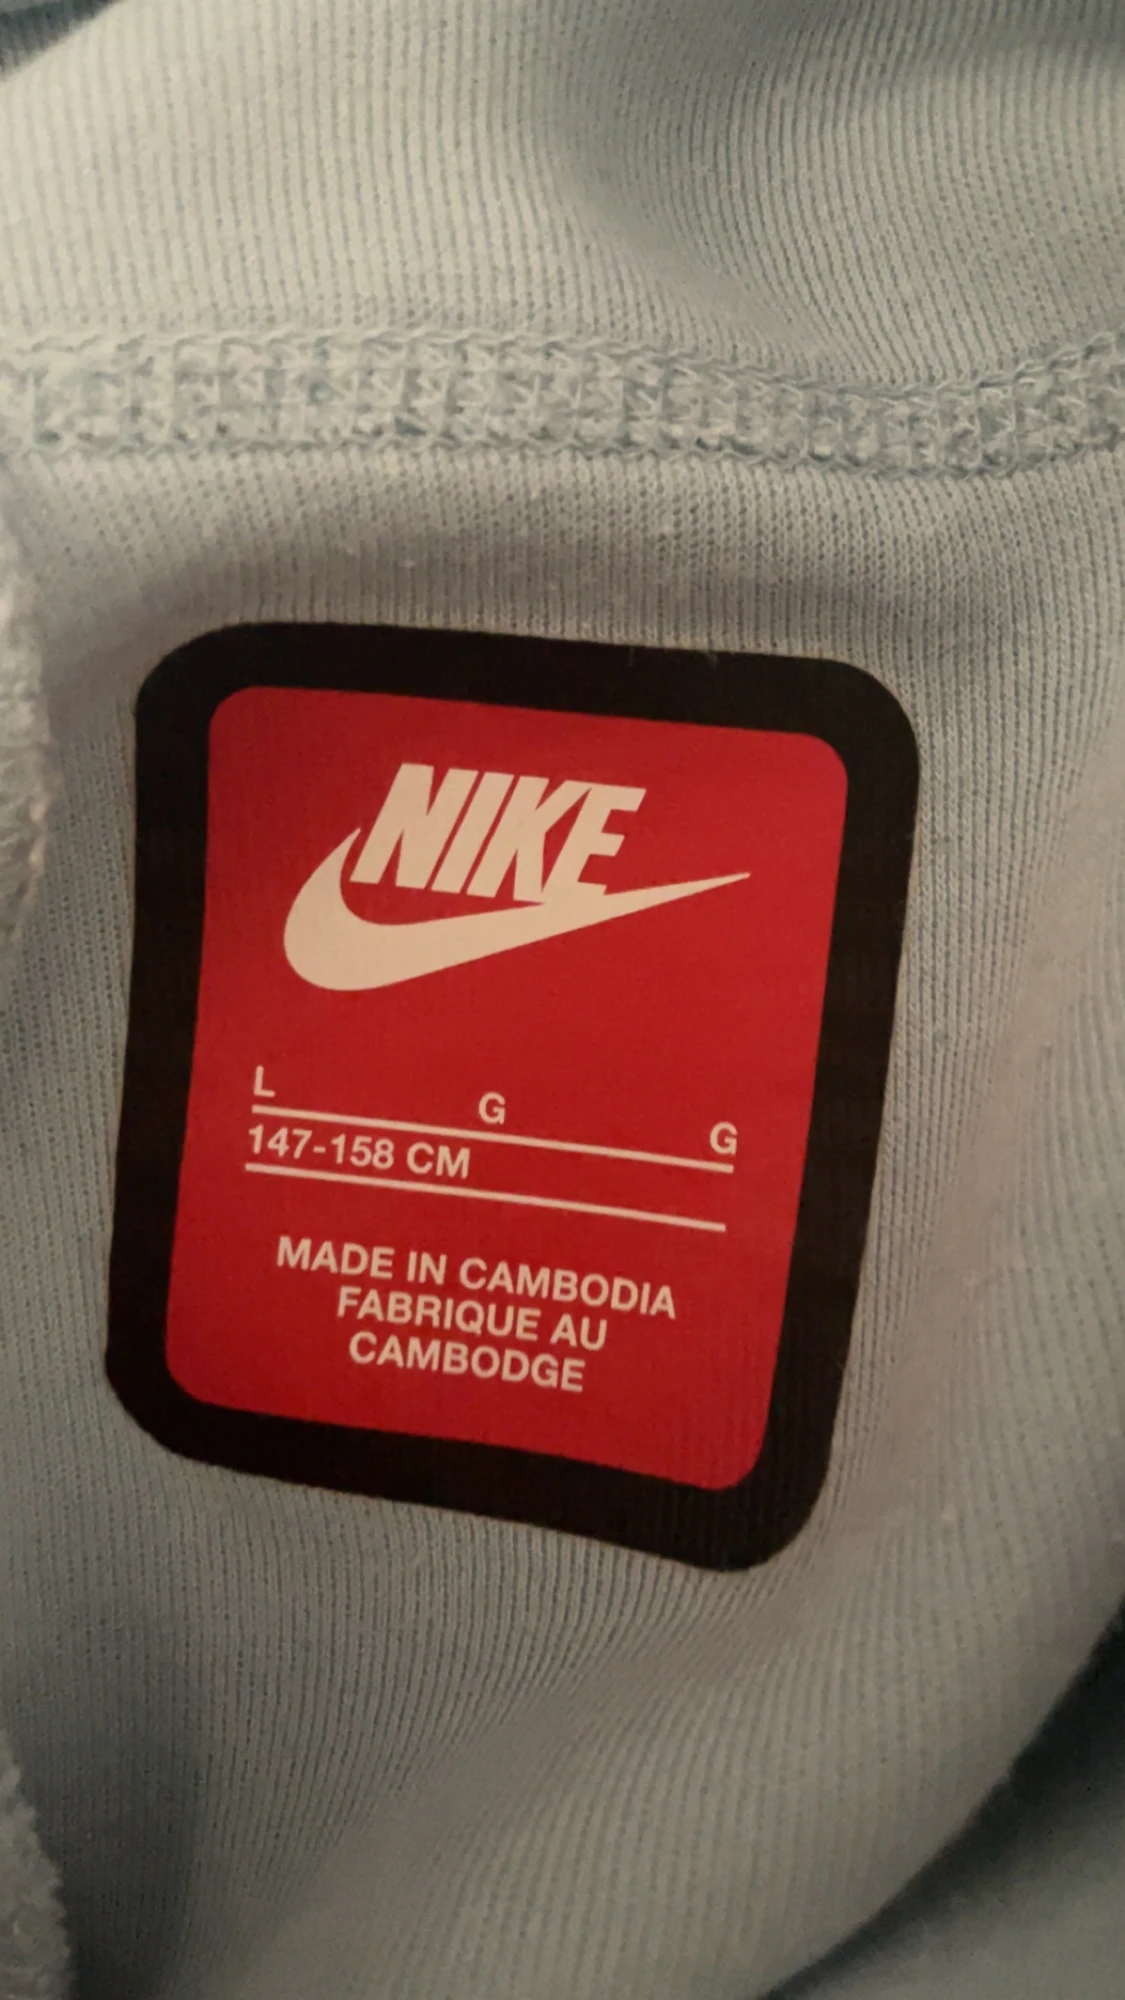 NIKE
L G G
147-158 CM
MADE IN CAMBODIA
FABRIQUE AU
CAMBODGE